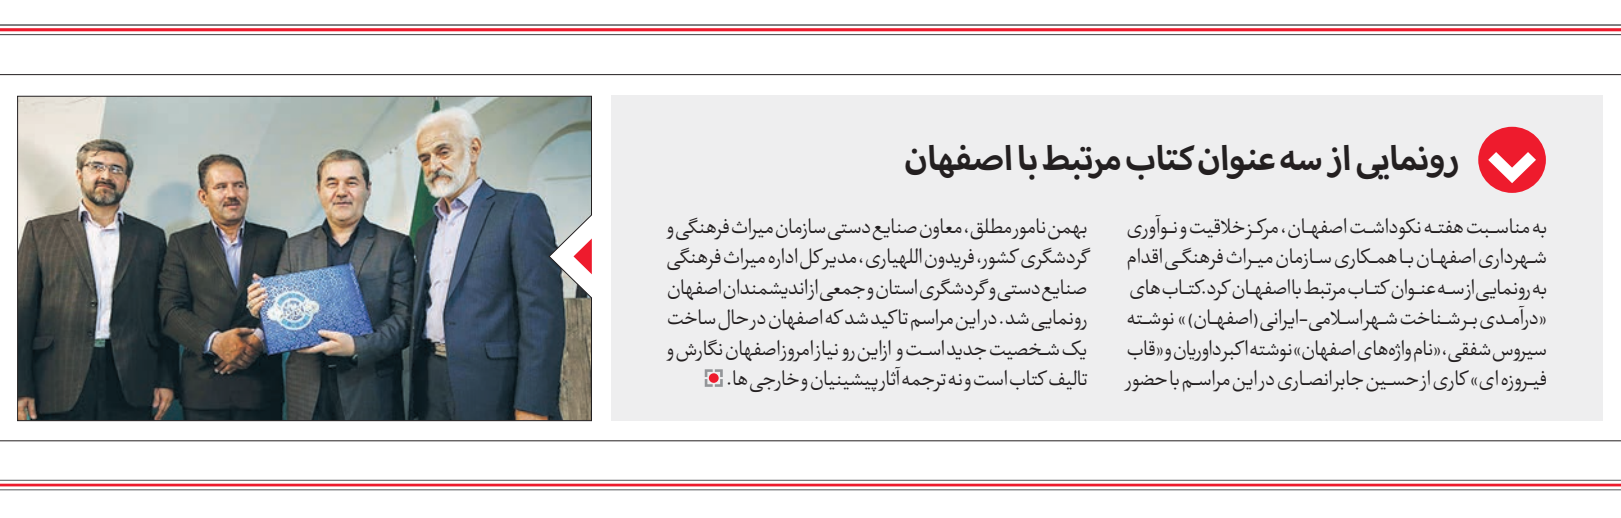 رونمایی از سه عنوان کتاب مرتبط با اصفهان
به مناسبت هفته نکوداشت اصفهان، مرکز خلاقیت و نوآوری
شهرداری اصفهان با همکاری سازمان میراث فرهنگی اقدام
به رونمایی از سه عنوان کتاب مرتبط با اصفهان کرد. کتاب های
«درآمدی بر شناخت شهر اسلامی-ایرانی (اصفهان)» نوشته
سیروس شفقی، «نام واژه‌های اصفهان» نوشته اکبر داوریان و «قاب
فیروزه ای» کاری از حسین جابر انصاری در این مراسم با حضور
بهمن نامور مطلق، معاون صنایع دستی سازمان میراث فرهنگی و
گردشگری کشور، فریدون اللهیاری، مدیر کل اداره میراث فرهنگی
صنایع دستی و گردشگری استان و جمعی از اندیشمندان اصفهان
رونمایی شد. در این مراسم تاکید شد که اصفهان در حال ساخت
یک شخصیت جدید است و ازاین رو نیاز امروز اصفهان نگارش و
تالیف کتاب است و نه ترجمه آثار پیشینیان و خارجی ها.